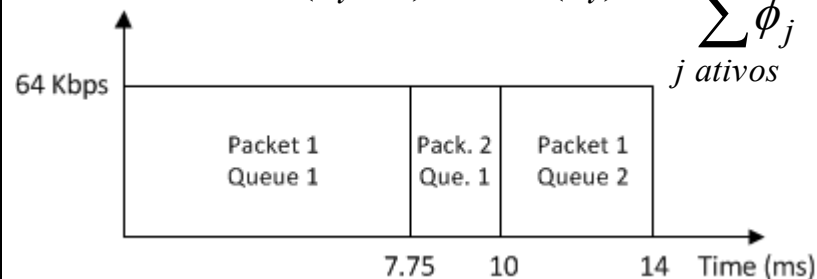 ∑ϕj
j ativos
64 Kbps
Packet 1
Queue 1
Pack. 2
Que. 1
Packet 1
Queue 2
7.75 10 14 Time (ms)